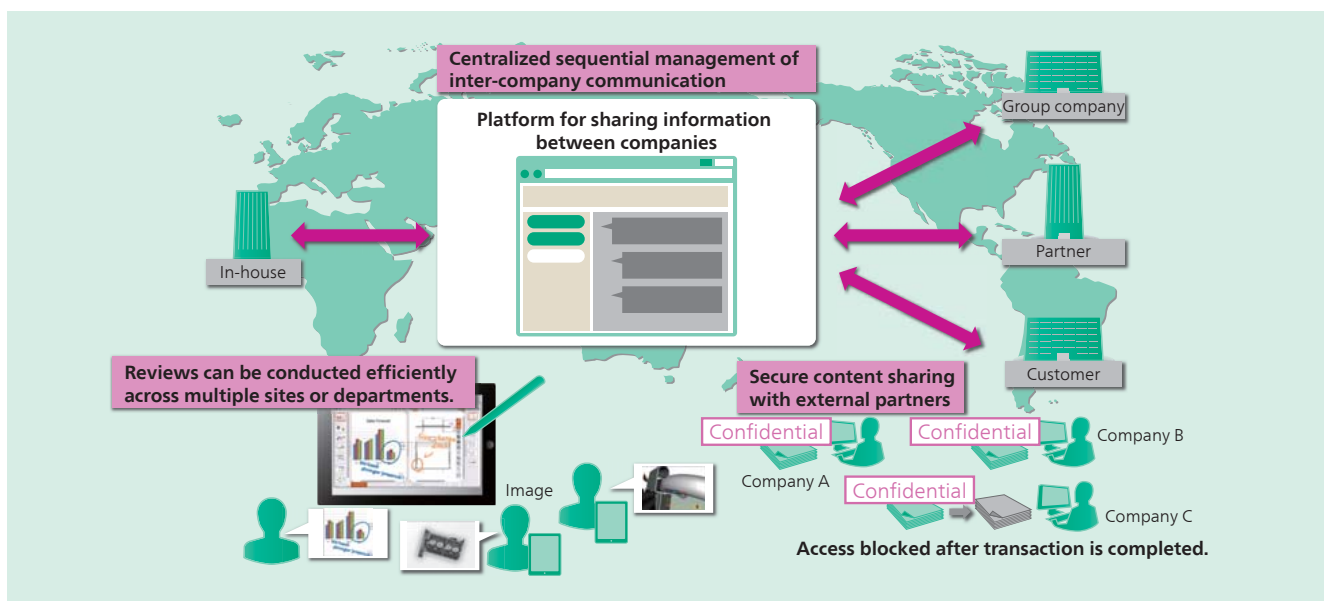 Centralized sequential management of
inter-company communication
Platform for sharing information
between companies
Group company
Partner
Customer
In-house
Reviews can be conducted efficiently
across multiple sites or departments.
Image
Secure content sharing
with external partners
Confidential
Company A
Confidential
Company B
Confidential
Company C
Access blocked after transaction is completed.